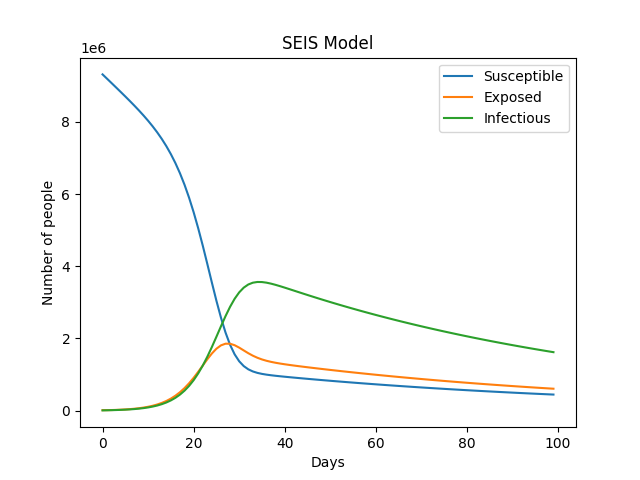 SEIS Model
1e6
Susceptible
Exposed
Infectious
8
6
4
2
0
Number of people
0 20 40 60 80 100
Days